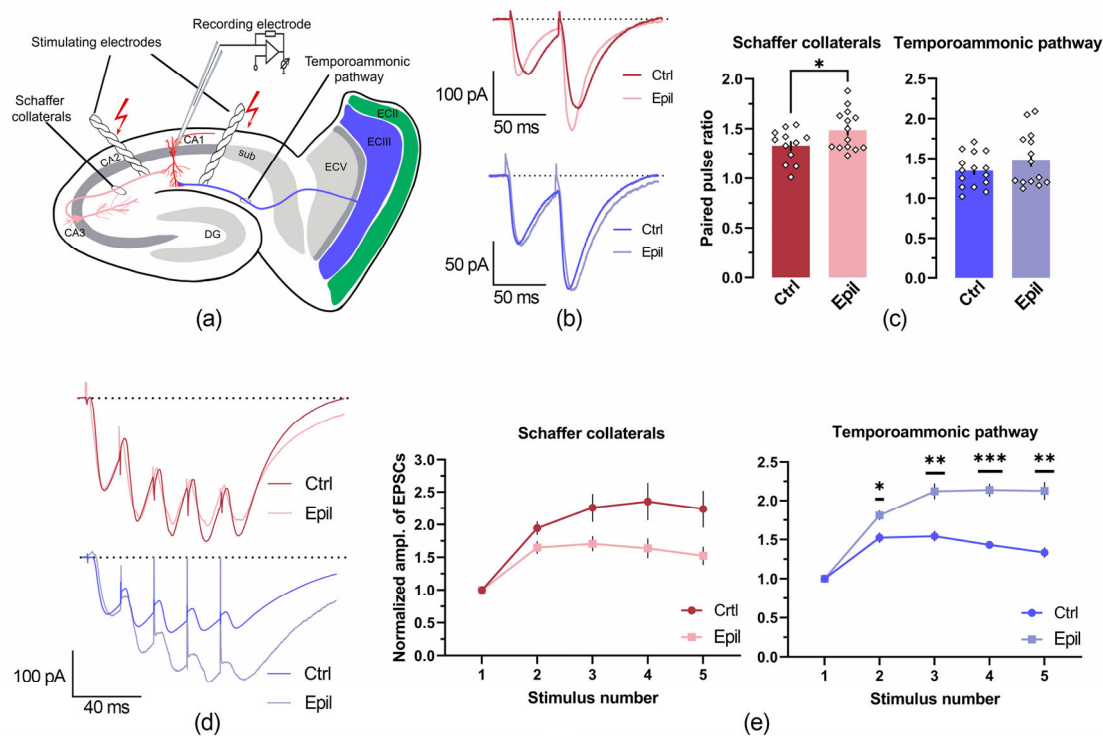 Recording electrode
Stimulating electrodes
Temporoammonic
pathway
Schaffer
collaterals
CA1
CA2
sub
ECII
ECIII
ECV
CA3
DG
(a)
Ctrl
Epil
100 pA
50 ms
Ctrl
Epil
50 pA
50 ms
(b)
Schaffer collaterals
Temporoammonic pathway
*
Paired pulse ratio
2.0
1.5
1.0
0.5
0.0
Ctrl
Epil
2.5
2.0
1.5
1.0
0.5
0.0
Ctrl
Epil
(c)
Ctrl
Epil
Ctrl
Epil
100 pA
40 ms
(d)
Schaffer collaterals
Normalized ampl. of EPSCs
3.0
2.5
2.0
1.5
1.0
0.5
0.0
Crtl
Epil
1 2 3 4 5
Stimulus number
Temporoammonic pathway
* ** *** **
2.5
2.0
1.5
1.0
0.5
0.0
Ctrl
Epil
1 2 3 4 5
Stimulus number
(e)